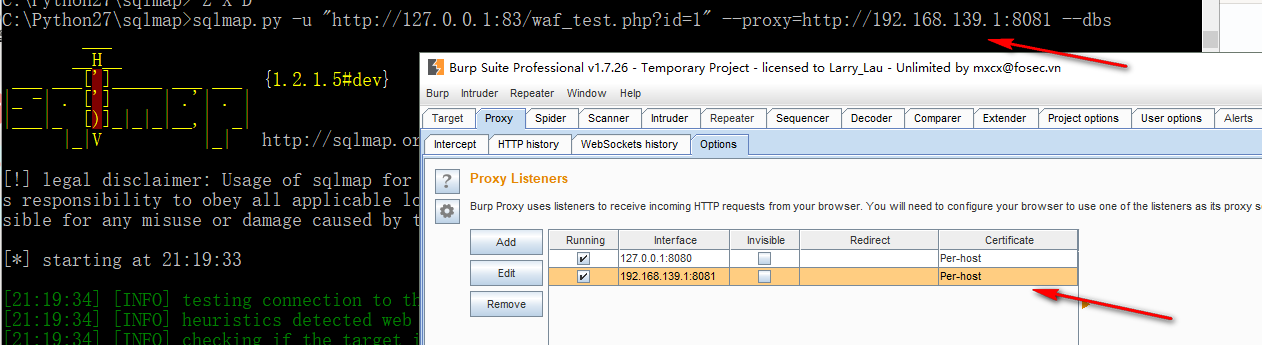 C:\Python27\sqlmap>sqlmap.py -u "http://127.0.0.1:83/waf_test.php?id=1" --proxy=http://192.168.139.1:8081 --dbs
{1.2.1.5#dev}
http://sqlmap.or
[!] legal disclaimer: Usage of sqlmap for
s responsibility to obey all applicable lo
sible for any misuse or damage caused by t
[*] starting at 21:19:33
[21:19:34] [INFO] testing connection to th
[21:19:34] [INFO] heuristics detected web
[21:19:34] [INFO] checking if the target i
Burp Suite Professional v1.7.26 - Temporary Project - licensed to Larry_Lau - Unlimited by mxcx@fosec.vn
Burp Intruder Repeater Window Help
Target Proxy Spider Scanner Intruder Repeater Sequencer Decoder Comparer Extender Project options User options Alerts
Intercept HTTP history WebSockets history Options
? Proxy Listeners
Burp Proxy uses listeners to receive incoming HTTP requests from your browser. You will need to configure your browser to use one of the listeners as its proxy s
Add Running Interface Invisible Redirect Certificate
127.0.0.1:8080 Per-host
Edit 192.168.139.1:8081 Per-host
Remove